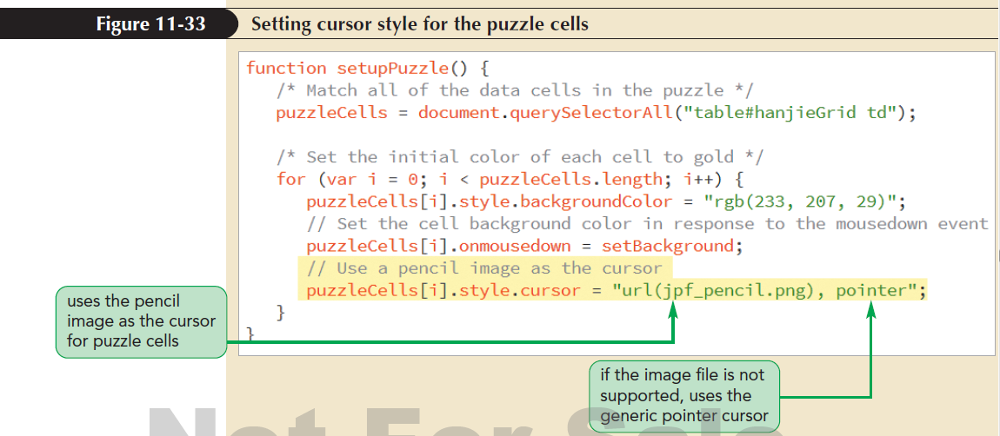 Figure 11-33 Setting cursor style for the puzzle cells
function setupPuzzle() {
/* Match all of the data cells in the puzzle */
puzzleCells = document.querySelectorAll("table#hanjieGrid td");
/* Set the initial color of each cell to gold */
for (var i = 0; i < puzzleCells.length; i++) {
puzzleCells[i].style.backgroundColor = "rgb(233, 207, 29)";
// Set the cell background color in response to the mousedown event
puzzleCells[i].onmousedown = setBackground;
// Use a pencil image as the cursor
puzzleCells[i].style.cursor = "url(jpf_pencil.png), pointer";
}
}
uses the pencil
image as the cursor
for puzzle cells
if the image file is not
supported, uses the
generic pointer cursor
Not For Sale